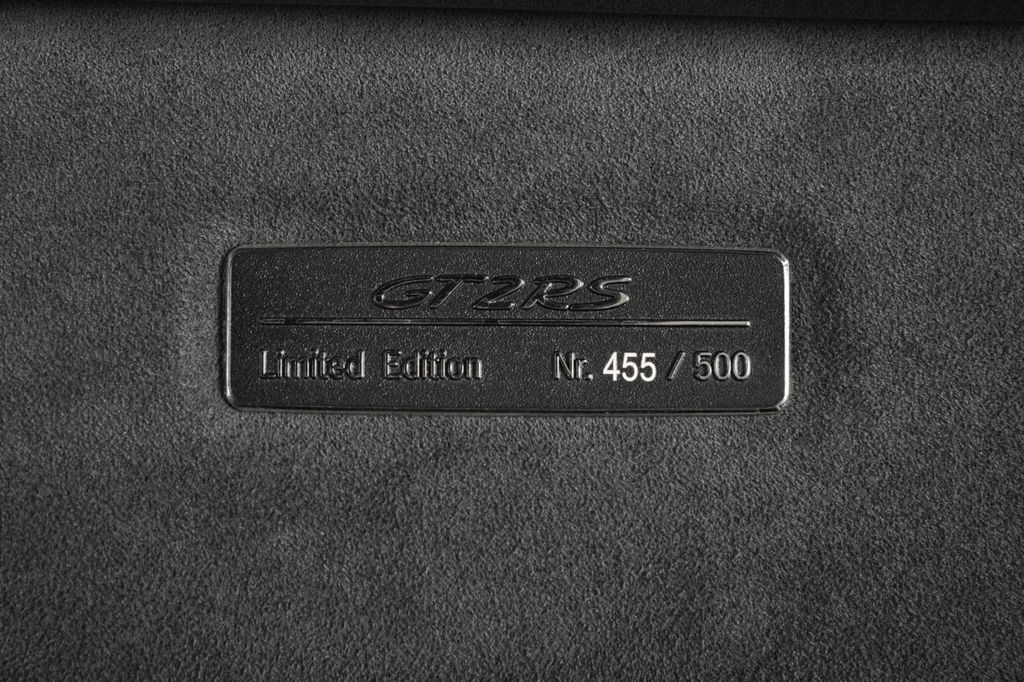 GT2RS
Limited Edition Nr. 455 / 500